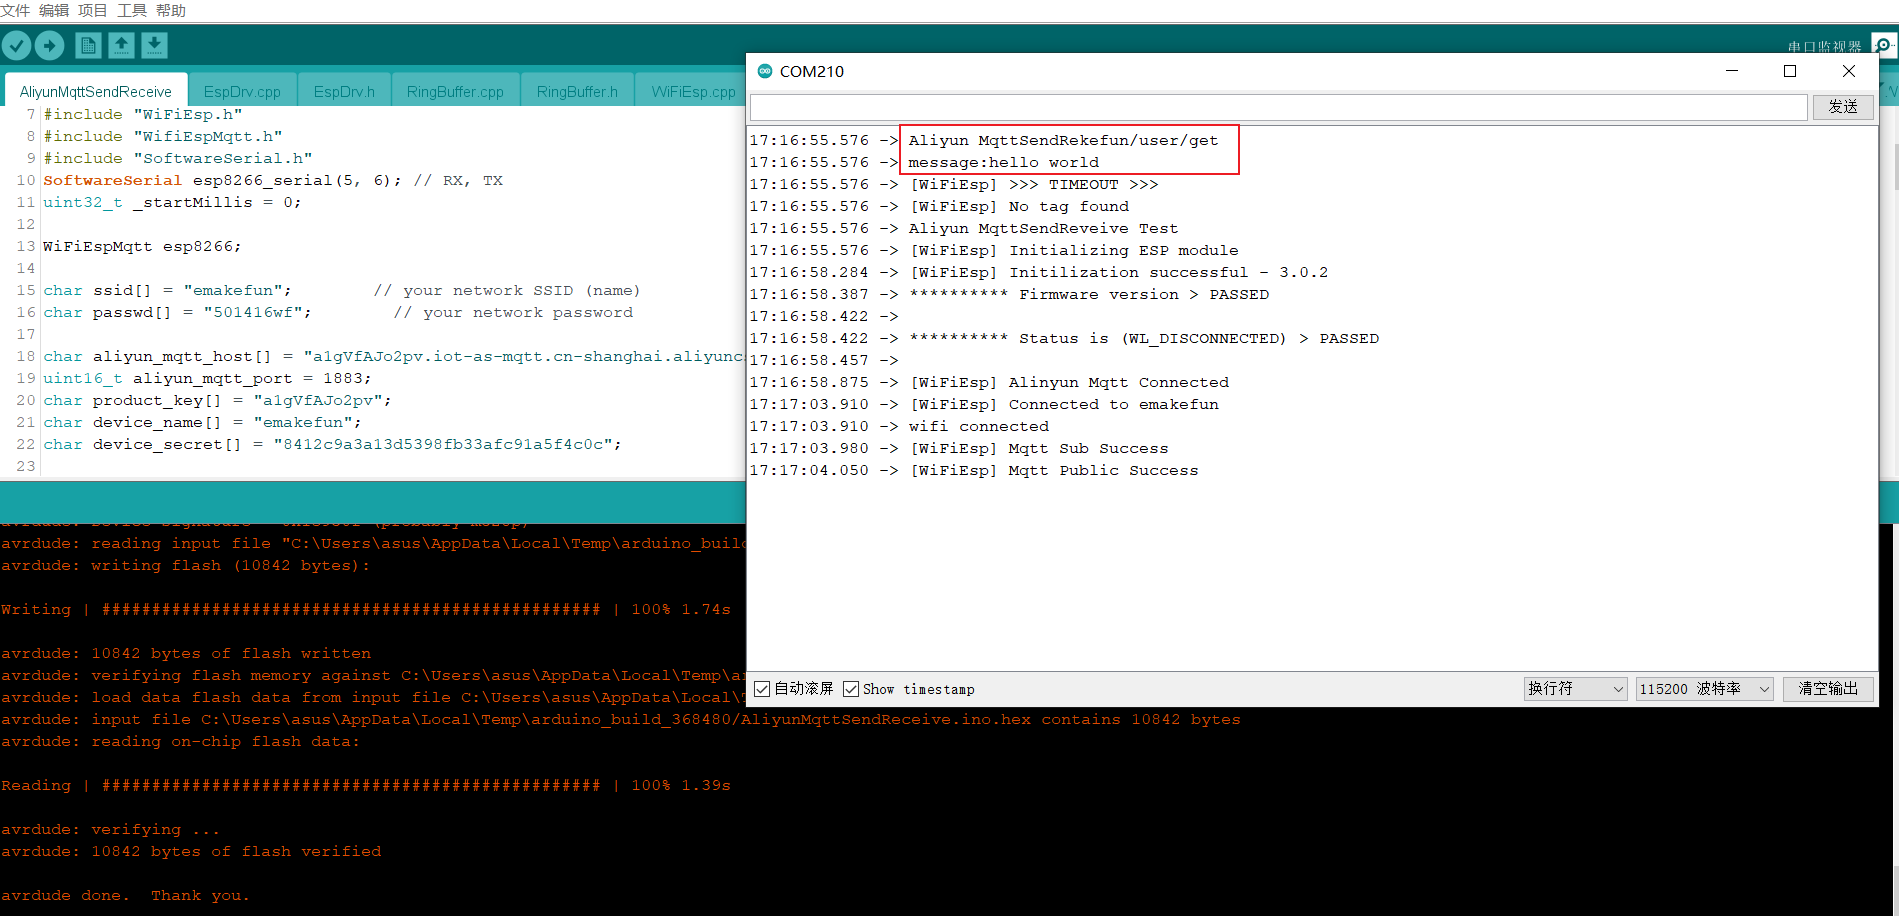 文件 编辑 项目 工具 帮助
串口监视器
AliyunMqttSendReceive EspDrv.cpp EspDrv.h RingBuffer.cpp RingBuffer.h WiFiEsp.cpp
7 #include "WiFiEsp.h"
8 #include "WifiEspMqtt.h"
9 #include "SoftwareSerial.h"
10 SoftwareSerial esp8266_serial(5, 6); // RX, TX
11 uint32_t _startMillis = 0;
12
13 WiFiEspMqtt esp8266;
14
15 char ssid[] = "emakefun"; // your network SSID (name)
16 char passwd[] = "501416wf"; // your network password
17
18 char aliyun_mqtt_host[] = "a1gVfAJo2pv.iot-as-mqtt.cn-shanghai.aliyunc
19 uint16_t aliyun_mqtt_port = 1883;
20 char product_key[] = "a1gVfAJo2pv";
21 char device_name[] = "emakefun";
22 char device_secret[] = "8412c9a3a13d5398fb33afc91a5f4c0c";
23
COM210
发送
17:16:55.576 -> Aliyun MqttSendRekefun/user/get
17:16:55.576 -> message:hello world
17:16:55.576 -> [WiFiEsp] >>> TIMEOUT >>>
17:16:55.576 -> [WiFiEsp] No tag found
17:16:55.576 -> Aliyun MqttSendReveive Test
17:16:55.576 -> [WiFiEsp] Initializing ESP module
17:16:58.284 -> [WiFiEsp] Initilization successful - 3.0.2
17:16:58.387 -> ********** Firmware version > PASSED
17:16:58.422 ->
17:16:58.422 -> ********** Status is (WL_DISCONNECTED) > PASSED
17:16:58.457 ->
17:16:58.875 -> [WiFiEsp] Alinyun Mqtt Connected
17:17:03.910 -> [WiFiEsp] Connected to emakefun
17:17:03.910 -> wifi connected
17:17:03.980 -> [WiFiEsp] Mqtt Sub Success
17:17:04.050 -> [WiFiEsp] Mqtt Public Success
自动滚屏 Show timestamp 换行符 115200 波特率 清空输出
avrdude: reading input file "C:\Users\asus\AppData\Local\Temp\arduino_buil
avrdude: writing flash (10842 bytes):
Writing | ################################################## | 100% 1.74s
avrdude: 10842 bytes of flash written
avrdude: verifying flash memory against C:\Users\asus\AppData\Local\Temp\a
avrdude: load data flash data from input file C:\Users\asus\AppData\Local\
avrdude: input file C:\Users\asus\AppData\Local\Temp\arduino_build_368480/AliyunMqttSendReceive.ino.hex contains 10842 bytes
avrdude: reading on-chip flash data:
Reading | ################################################## | 100% 1.39s
avrdude: verifying ...
avrdude: 10842 bytes of flash verified
avrdude done. Thank you.